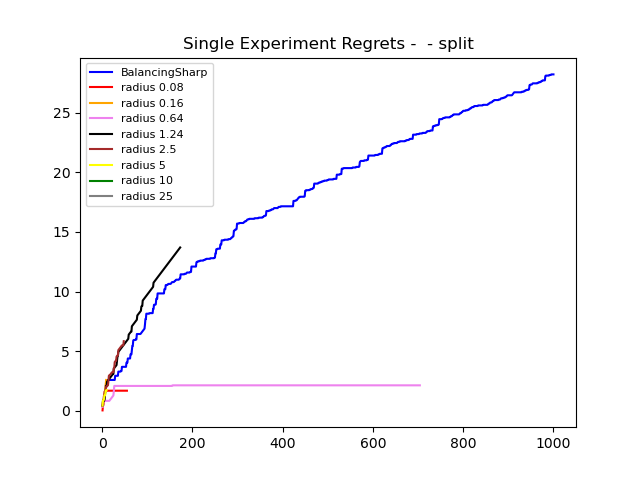 Single Experiment Regrets -  - split
BalancingSharp
radius 0.08
radius 0.16
radius 0.64
radius 1.24
radius 2.5
radius 5
radius 10
radius 25
25
20
15
10
5
0
0 200 400 600 800 1000